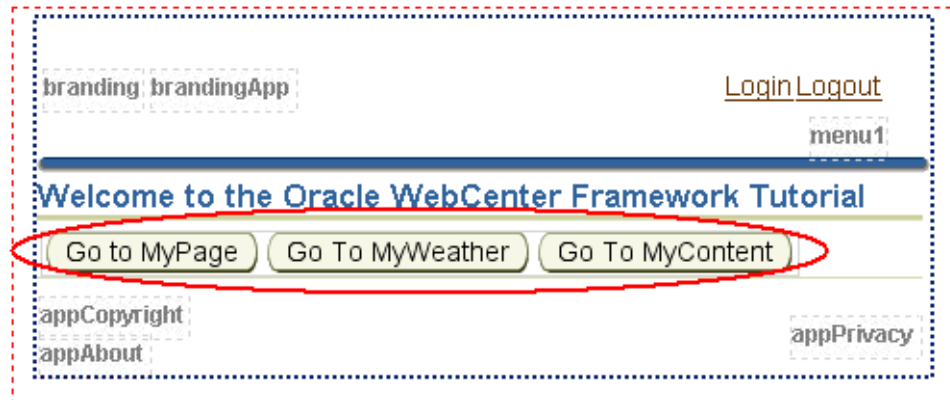 branding brandingApp
Login Logout
menu1
Welcome to the Oracle WebCenter Framework Tutorial
Go to MyPage Go To MyWeather Go To MyContent
appCopyright
appPrivacy
appAbout